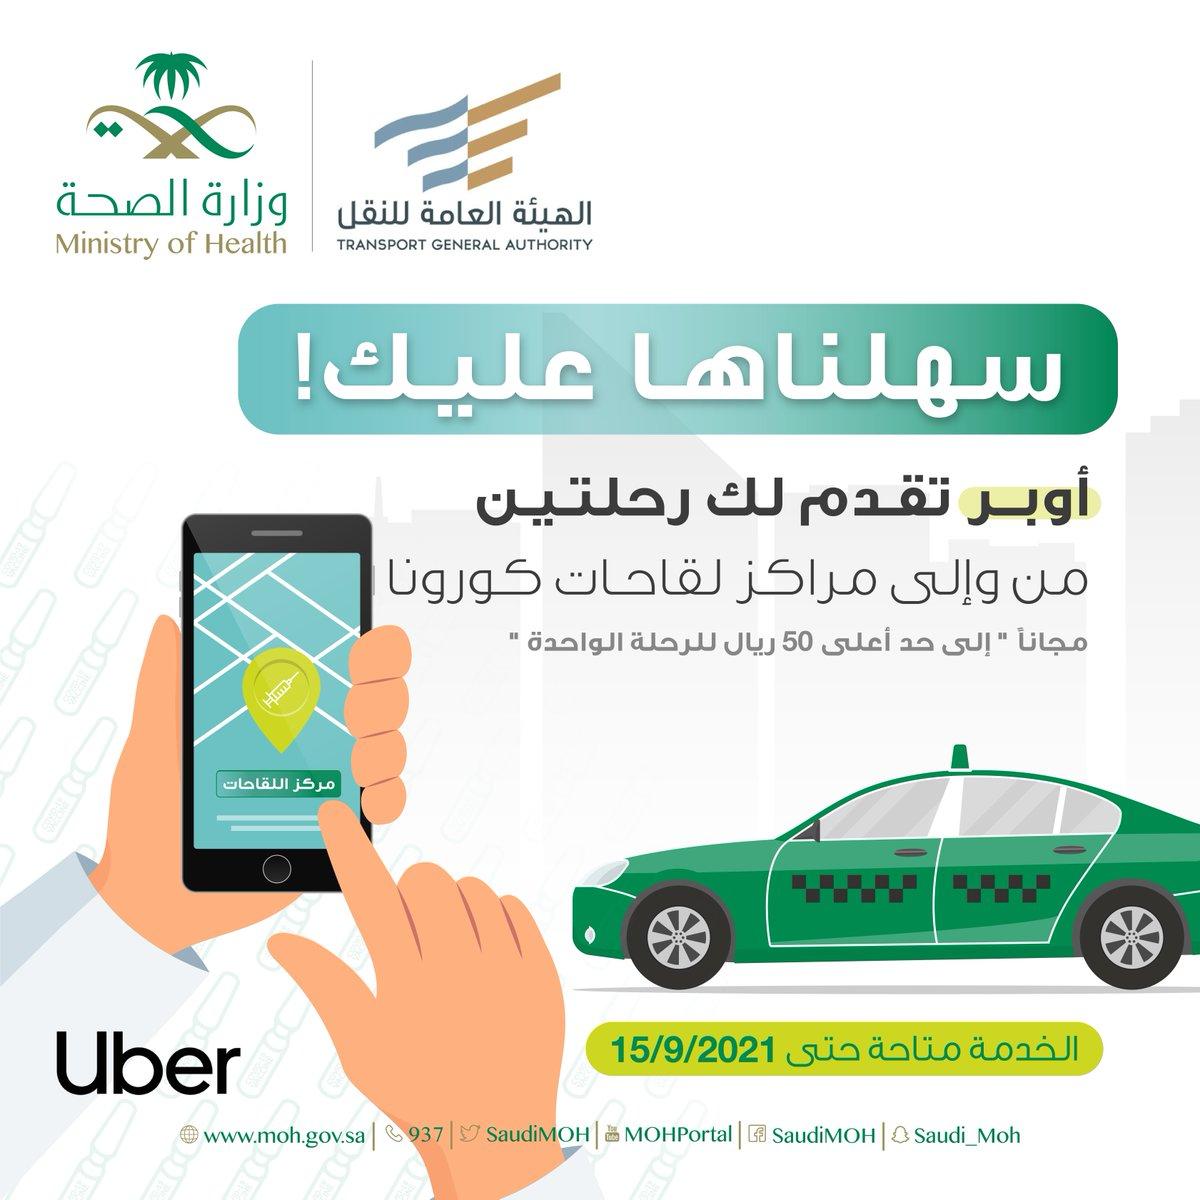 وزارة الصحة
Ministry of Health
الهيئة العامة للنقل
TRANSPORT GENERAL AUTHORITY
سهلناها عليك!
أوبر تقدم لك رحلتين
من وإلى مراكز لقاحات كورونا
مجاناً " إلى حد أعلى 50 ريال للرحلة الواحدة "
مركز اللقاحات
الخدمة متاحة حتى 15/9/2021
Uber
www.moh.gov.sa | 937 | SaudiMOH | MOHPortal | SaudiMOH | Saudi_Moh